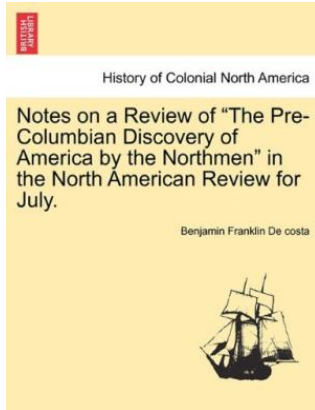 BRITISH
LIBRARY
History of Colonial North America
Notes on a Review of “The Pre-
Columbian Discovery of
America by the Northmen” in
the North American Review for
July.
Benjamin Franklin De costa